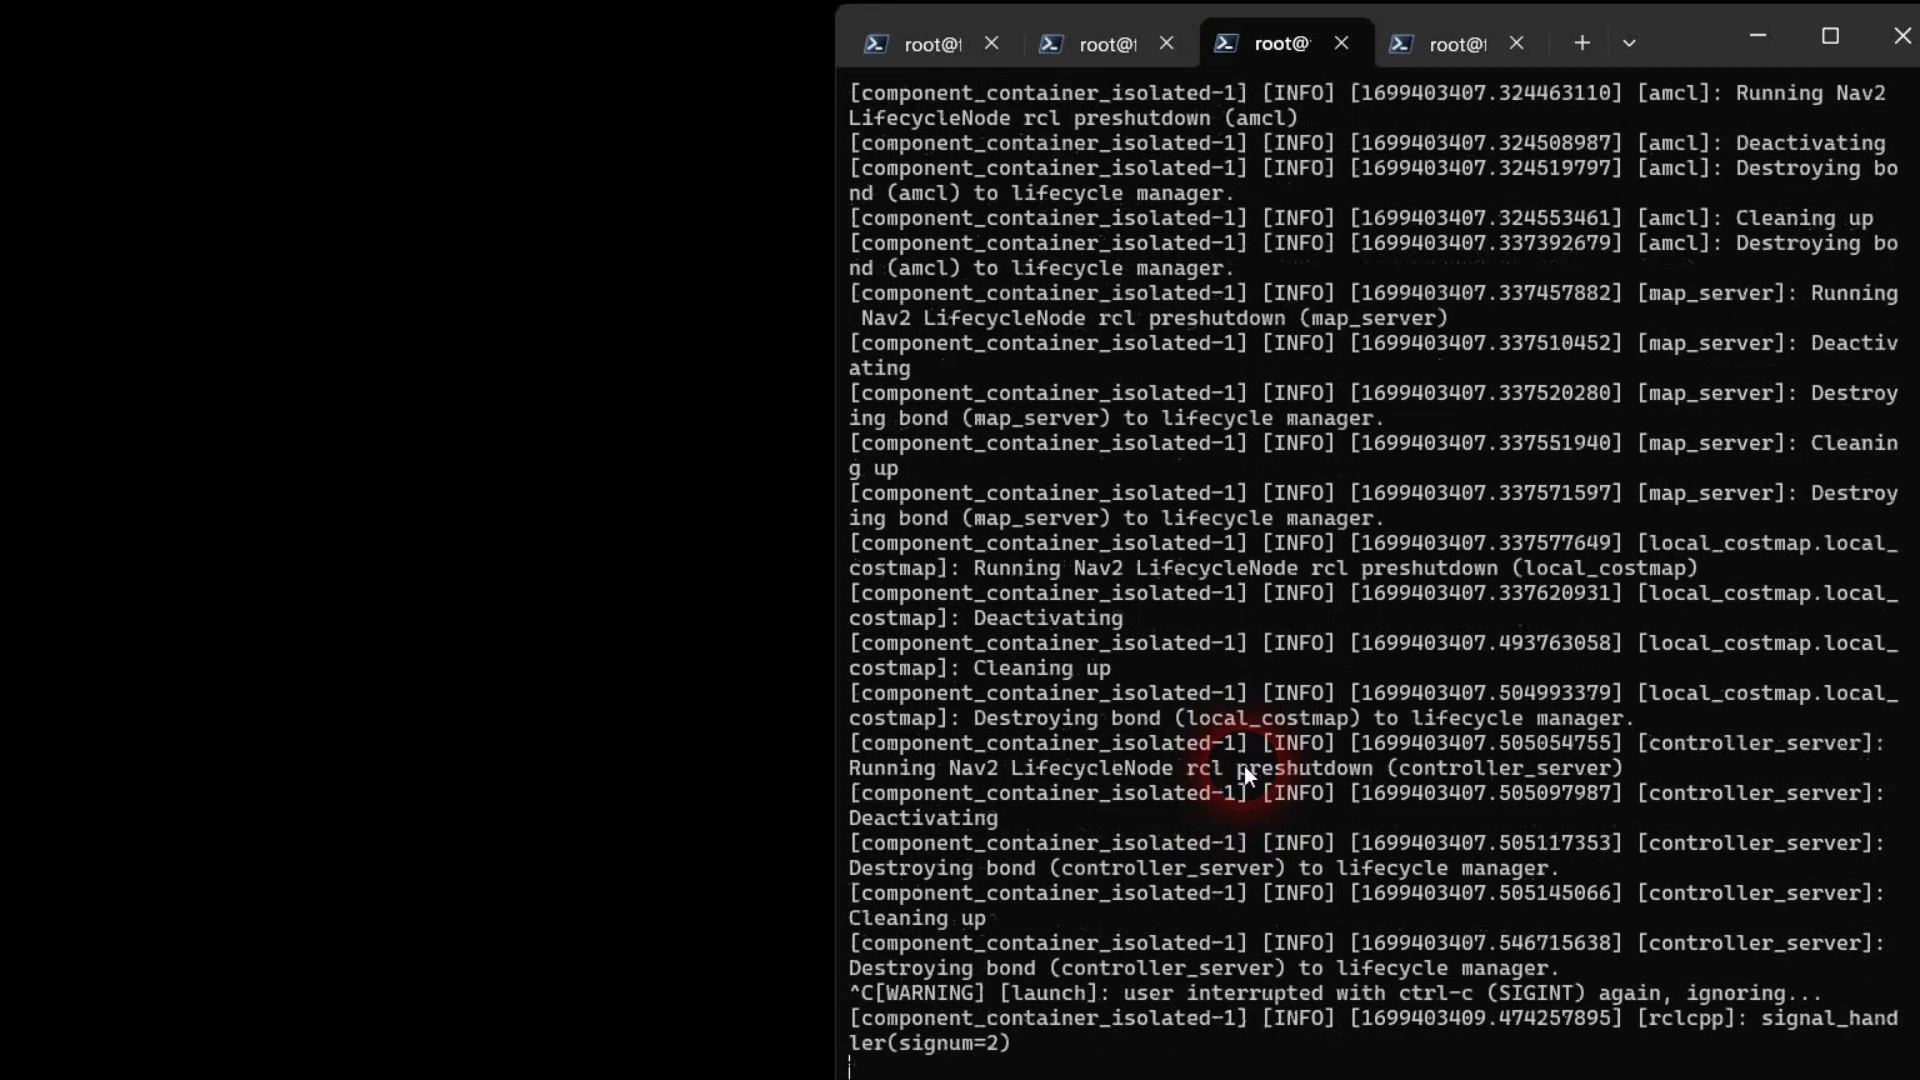 root@
root@
root@
root@
[component_container_isolated-1] [INFO] [1699403407.324463110] [amcl]: Running Nav2
LifecycleNode rcl preshutdown (amcl)
[component_container_isolated-1] [INFO] [1699403407.324508987] [amcl]: Deactivating
[component_container_isolated-1] [INFO] [1699403407.324519797] [amcl]: Destroying bo
nd (amcl) to lifecycle manager.
[component_container_isolated-1] [INFO] [1699403407.324553461] [amcl]: Cleaning up
[component_container_isolated-1] [INFO] [1699403407.337392679] [amcl]: Destroying bo
nd (amcl) to lifecycle manager.
[component_container_isolated-1] [INFO] [1699403407.337457882] [map_server]: Running
 Nav2 LifecycleNode rcl preshutdown (map_server)
[component_container_isolated-1] [INFO] [1699403407.337510452] [map_server]: Deactiv
ating
[component_container_isolated-1] [INFO] [1699403407.337520280] [map_server]: Destroy
ing bond (map_server) to lifecycle manager.
[component_container_isolated-1] [INFO] [1699403407.337551940] [map_server]: Cleanin
g up
[component_container_isolated-1] [INFO] [1699403407.337571597] [map_server]: Destroy
ing bond (map_server) to lifecycle manager.
[component_container_isolated-1] [INFO] [1699403407.337577649] [local_costmap.local_
costmap]: Running Nav2 LifecycleNode rcl preshutdown (local_costmap)
[component_container_isolated-1] [INFO] [1699403407.337620931] [local_costmap.local_
costmap]: Deactivating
[component_container_isolated-1] [INFO] [1699403407.493763058] [local_costmap.local_
costmap]: Cleaning up
[component_container_isolated-1] [INFO] [1699403407.504993379] [local_costmap.local_
costmap]: Destroying bond (local_costmap) to lifecycle manager.
[component_container_isolated-1] [INFO] [1699403407.505054755] [controller_server]:
Running Nav2 LifecycleNode rcl preshutdown (controller_server)
[component_container_isolated-1] [INFO] [1699403407.505097987] [controller_server]:
Deactivating
[component_container_isolated-1] [INFO] [1699403407.505117353] [controller_server]:
Destroying bond (controller_server) to lifecycle manager.
[component_container_isolated-1] [INFO] [1699403407.505145066] [controller_server]:
Cleaning up
[component_container_isolated-1] [INFO] [1699403407.546715638] [controller_server]:
Destroying bond (controller_server) to lifecycle manager.
^C[WARNING] [launch]: user interrupted with ctrl-c (SIGINT) again, ignoring...
[component_container_isolated-1] [INFO] [1699403409.474257895] [rclcpp]: signal_hand
ler(signum=2)